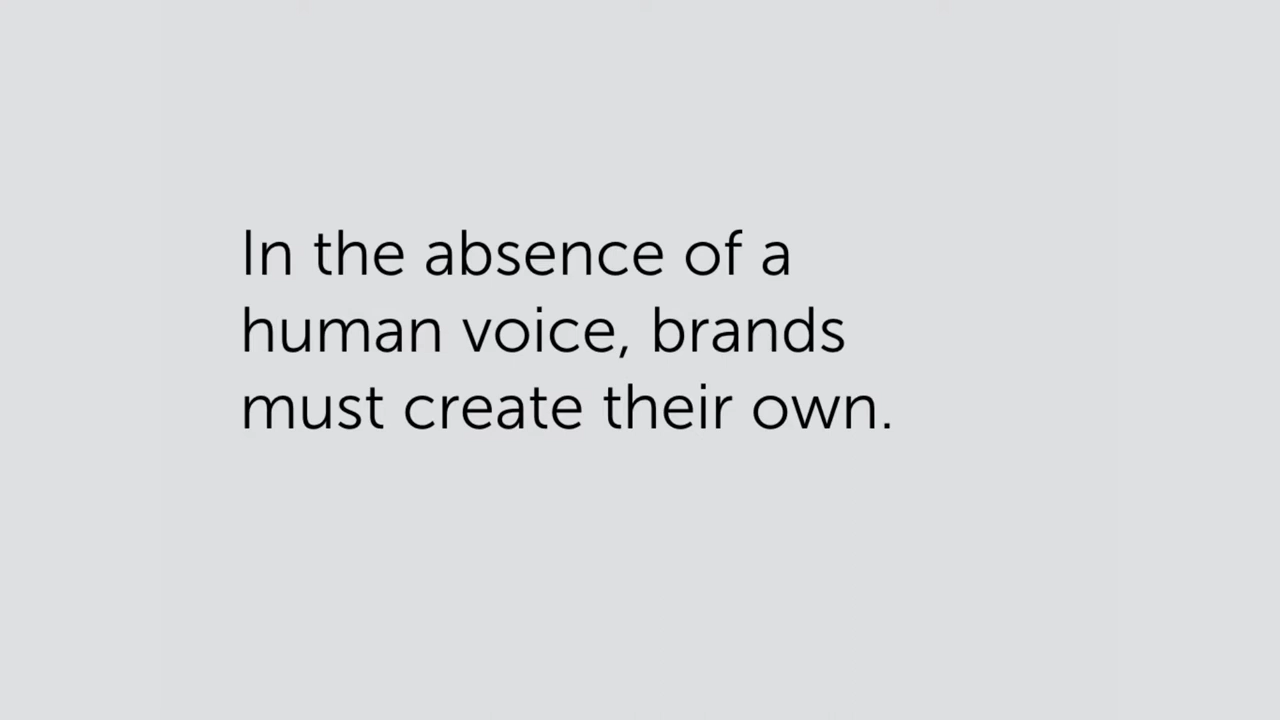 In the absence of a
human voice, brands
must create their own.